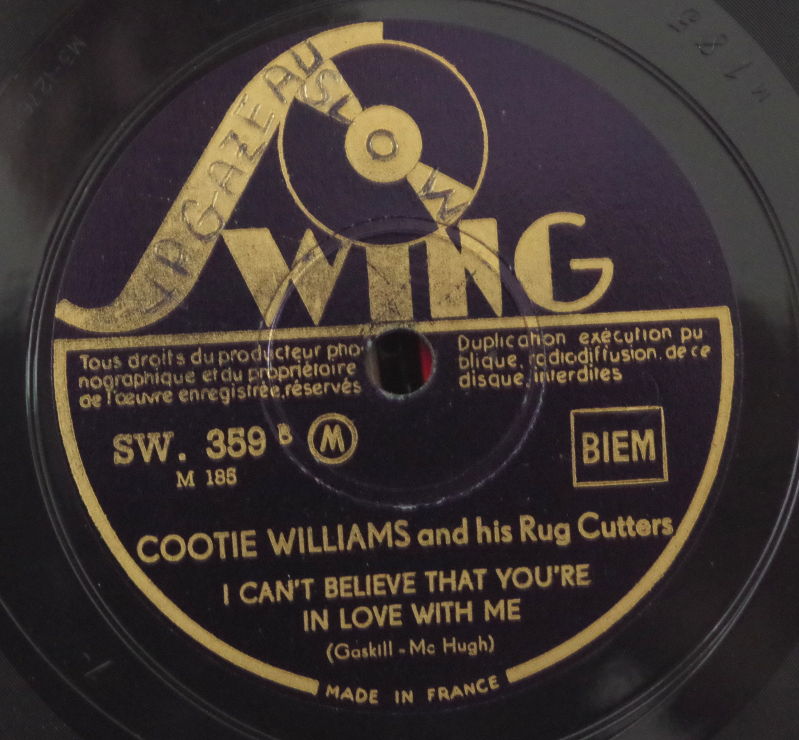 SLOW
SWING
Tous droits du producteur pho-
nographique et du propriétaire
de l'œuvre enregistrée, réservés
Duplication exécution pu-
blique, radiodiffusion, de ce
disque, interdites
SW. 359 B M
M 185
BIEM
COOTIE WILLIAMS and his Rug Cutters
I CAN'T BELIEVE THAT YOU'RE
IN LOVE WITH ME
(Gaskill - Mc Hugh)
MADE IN FRANCE